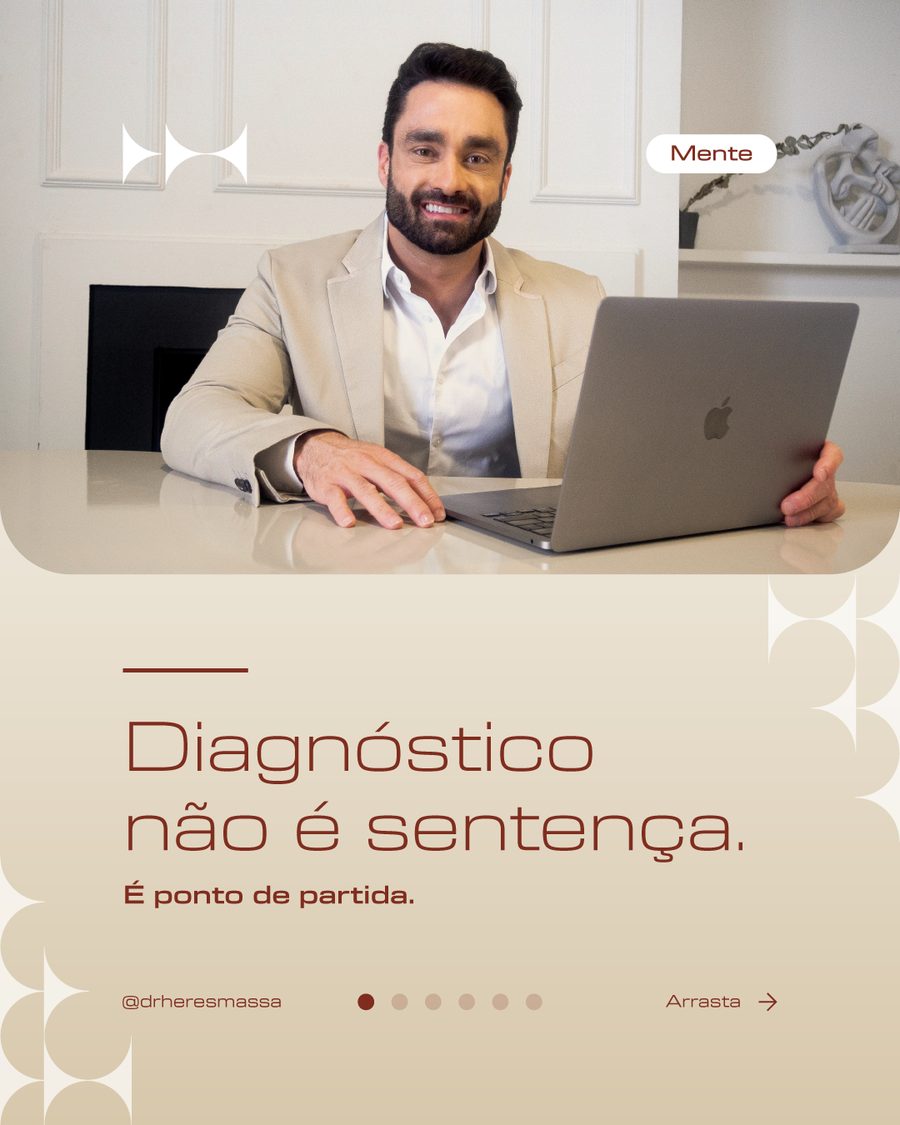 Mente
Diagnóstico
não é sentença.
É ponto de partida.
@drheresmassa
Arrasta →